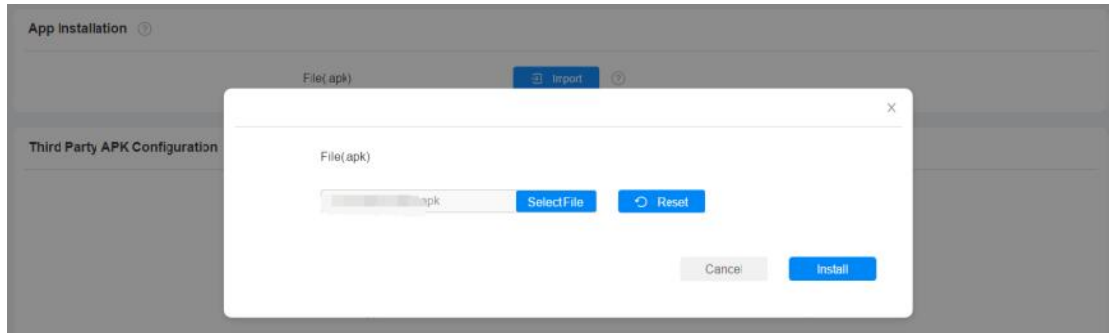 App Installation
File(.apk)
Import
Third Party APK Configuration
File(.apk)
apk
SelectFile
Reset
Cancel
Install